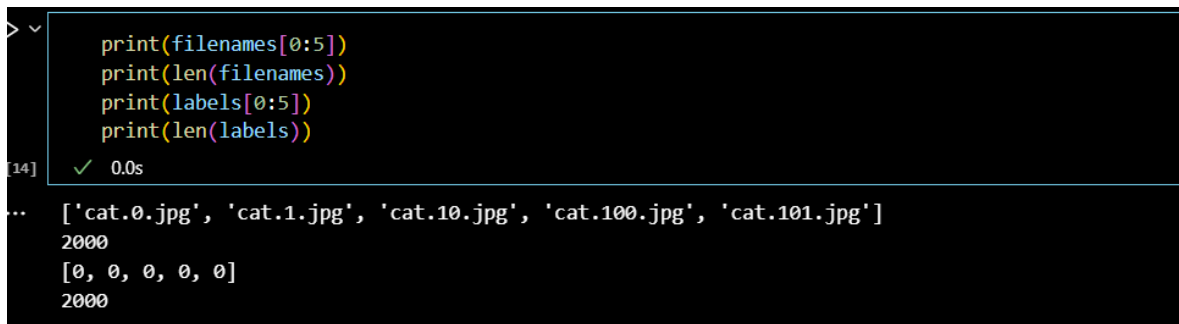 print(filenames[0:5])
print(len(filenames))
print(labels[0:5])
print(len(labels))
[14] ✓ 0.0s
... ['cat.0.jpg', 'cat.1.jpg', 'cat.10.jpg', 'cat.100.jpg', 'cat.101.jpg']
2000
[0, 0, 0, 0, 0]
2000